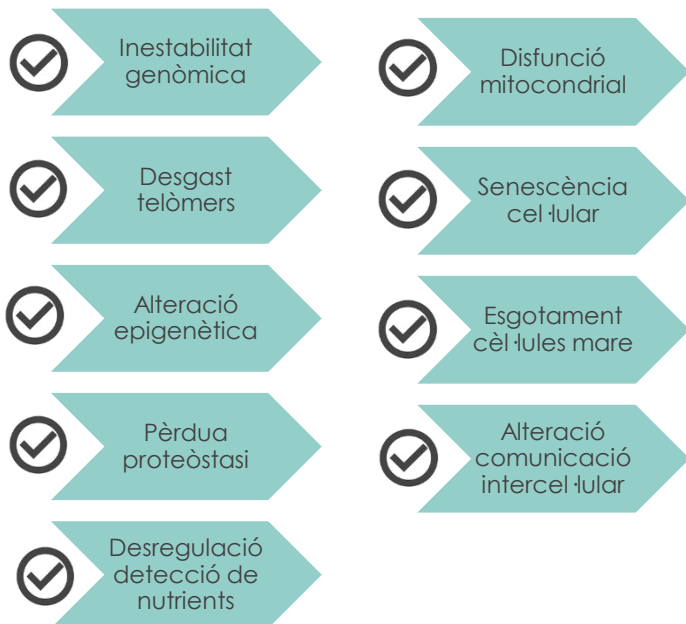 Inestabilitat
genòmica
Desgast
telòmers
Alteració
epigenètica
Pèrdua
proteòstasi
Desregulació
detecció de
nutrients
Disfunció
mitocondrial
Senescència
cel·lular
Esgotament
cèl·lules mare
Alteració
comunicació
intercel·lular